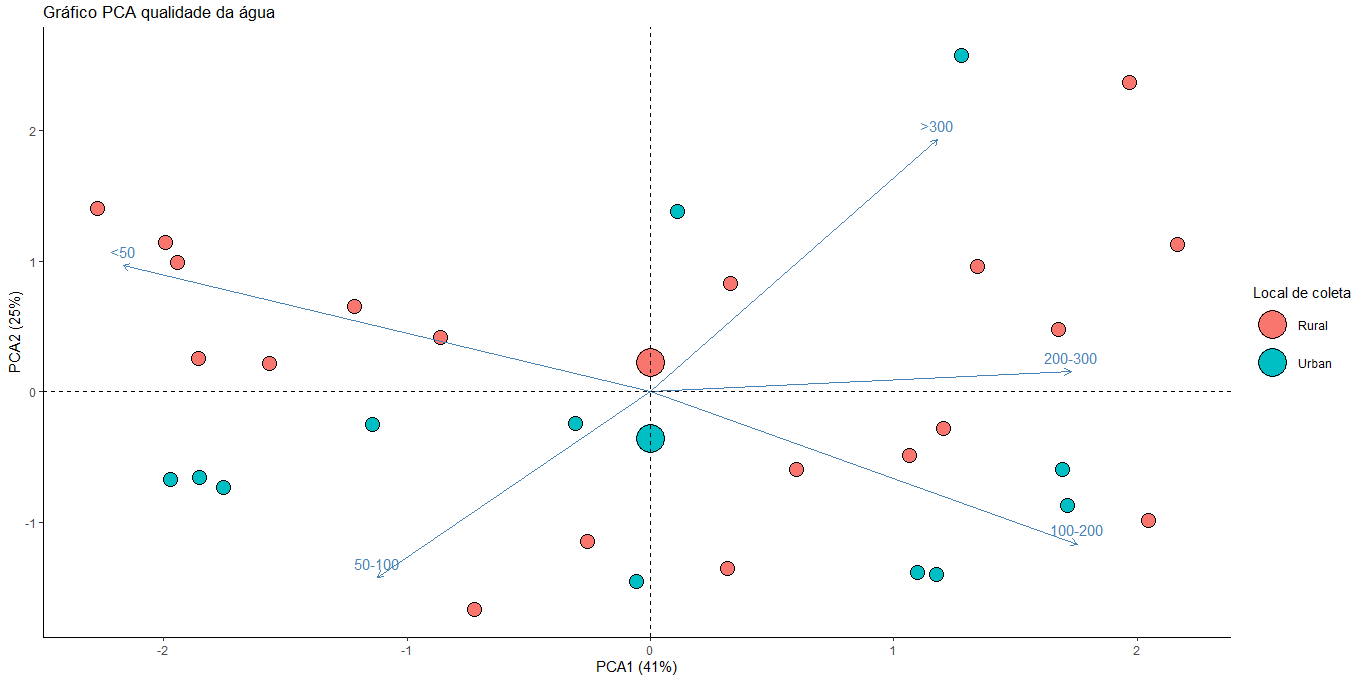 Gráfico PCA qualidade da água
PCA2 (25%)
2
1
0
-1
>300
<50
200-300
100-200
50-100
-2
-1
0
1
2
PCA1 (41%)
Local de coleta
Rural
Urban